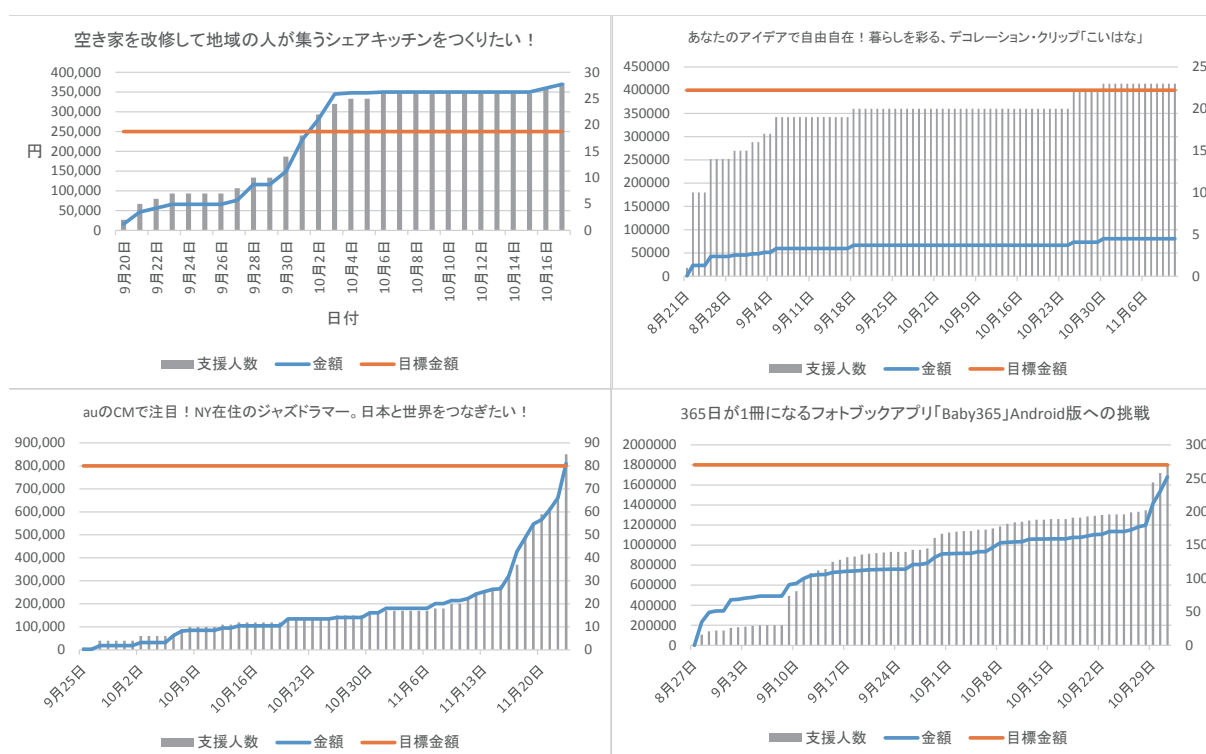 空き家を改修して地域の人が集うシェアキッチンをつくりたい！
400,000
350,000
300,000
250,000
200,000
150,000
100,000
50,000
0
円
30
25
20
15
10
5
0
9月20日
9月22日
9月24日
9月26日
9月28日
9月30日
10月2日
10月4日
10月6日
10月8日
10月10日
10月12日
10月14日
10月16日
日付
支援人数 金額 目標金額
あなたのアイデアで自由自在！暮らしを彩る、デコレーション・クリップ「こいはな」
450000
400000
350000
300000
250000
200000
150000
100000
50000
0
25
20
15
10
5
0
8月21日
8月28日
9月4日
9月11日
9月18日
9月25日
10月2日
10月9日
10月16日
10月23日
10月30日
11月6日
支援人数 金額 目標金額
auのCMで注目！NY在住のジャズドラマー。日本と世界をつなぎたい！
900,000
800,000
700,000
600,000
500,000
400,000
300,000
200,000
100,000
0
90
80
70
60
50
40
30
20
10
0
9月25日
10月2日
10月9日
10月16日
10月23日
10月30日
11月6日
11月13日
11月20日
支援人数 金額 目標金額
365日が1冊になるフォトブックアプリ「Baby365」Android版への挑戦
2000000
1800000
1600000
1400000
1200000
1000000
800000
600000
400000
200000
0
300
250
200
150
100
50
0
8月27日
9月3日
9月10日
9月17日
9月24日
10月1日
10月8日
10月15日
10月22日
10月29日
支援人数 金額 目標金額